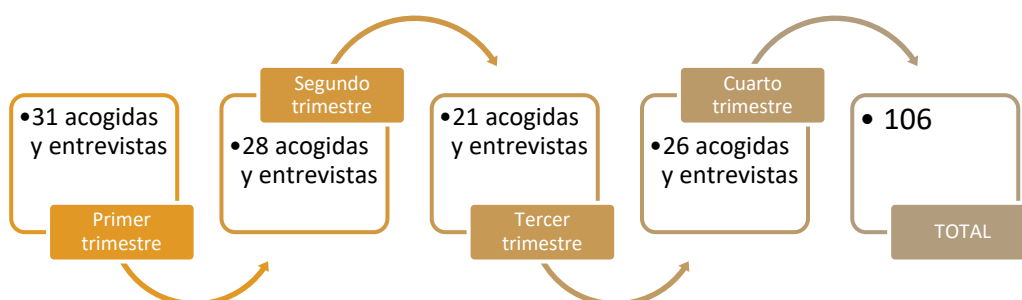 •31 acogidas
y entrevistas
Primer
trimestre
Segundo
trimestre
•28 acogidas
y entrevistas
•21 acogidas
y entrevistas
Tercer
trimestre
Cuarto
trimestre
•26 acogidas
y entrevistas
• 106
TOTAL